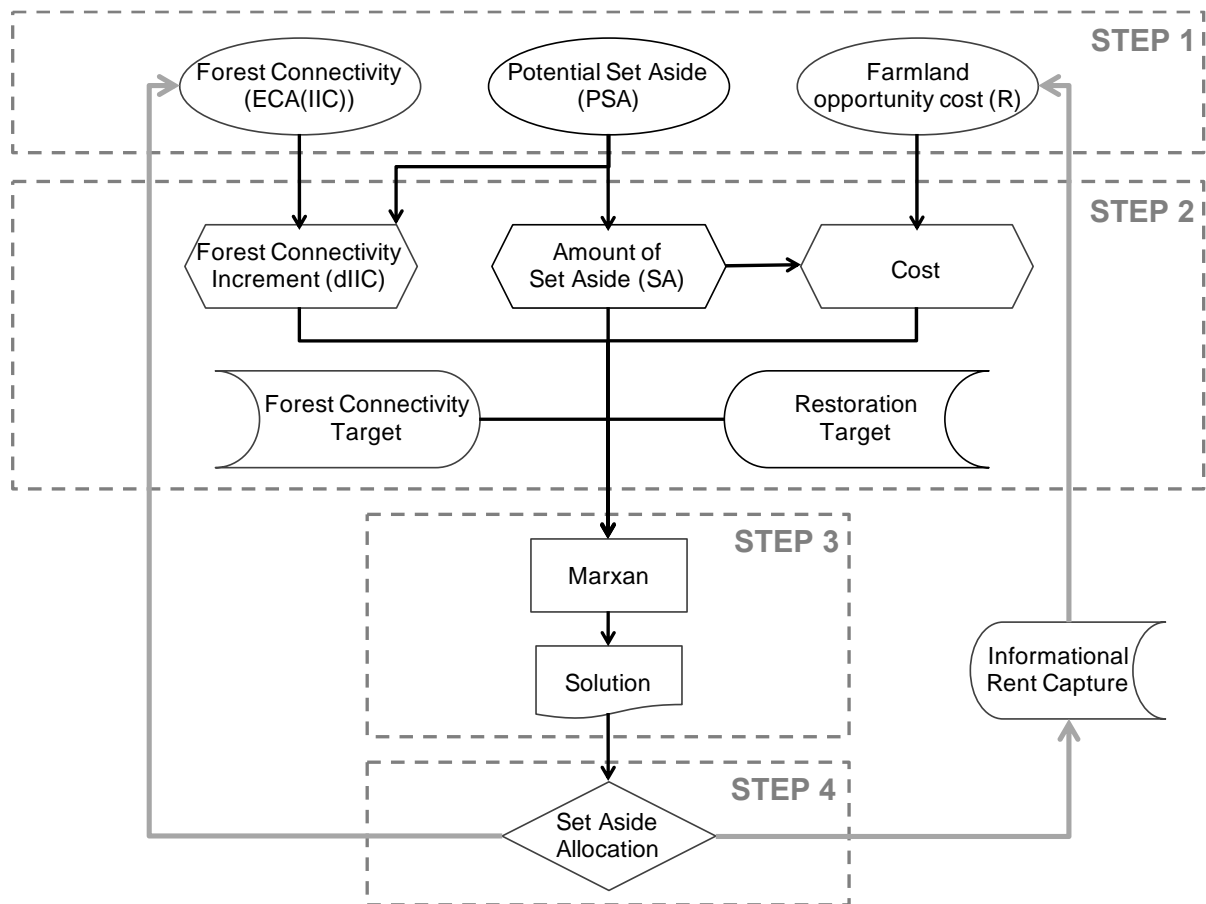 STEP 1
Forest Connectivity
(ECA(IIC))
Potential Set Aside
(PSA)
Farmland
opportunity cost (R)
STEP 2
Forest Connectivity
Increment (dIIC)
Amount of
Set Aside (SA)
Cost
Forest Connectivity
Target
Restoration
Target
STEP 3
Marxan
Solution
Informational
Rent Capture
STEP 4
Set Aside
Allocation